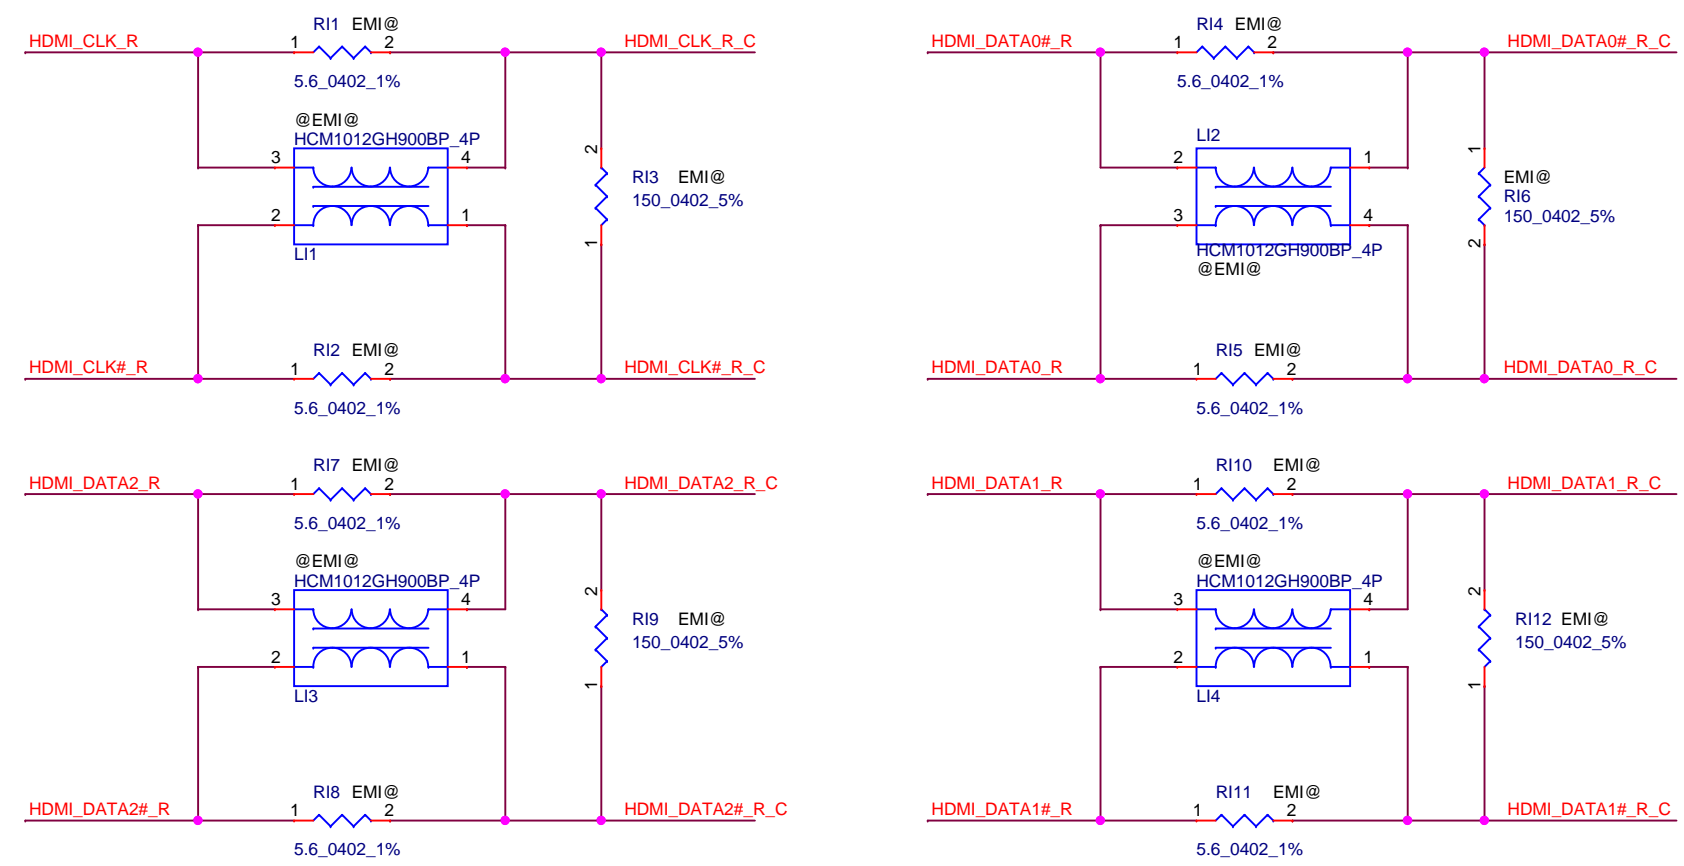 RI1 EMI@
HDMI_CLK_R
1
2
HDMI_CLK_R_C
5.6_0402_1%
@EMI@
HCM1012GH900BP_4P
3
4
2
RI3 EMI@
150_0402_5%
2
1
1
LI1
RI2 EMI@
HDMI_CLK#_R
1
2
HDMI_CLK#_R_C
5.6_0402_1%
RI4 EMI@
HDMI_DATA0#_R
1
2
HDMI_DATA0#_R_C
5.6_0402_1%
LI2
2
1
1
EMI@
RI6
150_0402_5%
3
4
2
HCM1012GH900BP_4P
@EMI@
RI5 EMI@
HDMI_DATA0_R
1
2
HDMI_DATA0_R_C
5.6_0402_1%
RI7 EMI@
HDMI_DATA2_R
1
2
HDMI_DATA2_R_C
5.6_0402_1%
@EMI@
HCM1012GH900BP_4P
3
4
2
RI9 EMI@
150_0402_5%
2
1
1
LI3
RI8 EMI@
HDMI_DATA2#_R
1
2
HDMI_DATA2#_R_C
5.6_0402_1%
RI10 EMI@
HDMI_DATA1_R
1
2
HDMI_DATA1_R_C
5.6_0402_1%
@EMI@
HCM1012GH900BP_4P
3
4
2
RI12 EMI@
150_0402_5%
2
1
1
LI4
RI11 EMI@
HDMI_DATA1#_R
1
2
HDMI_DATA1#_R_C
5.6_0402_1%